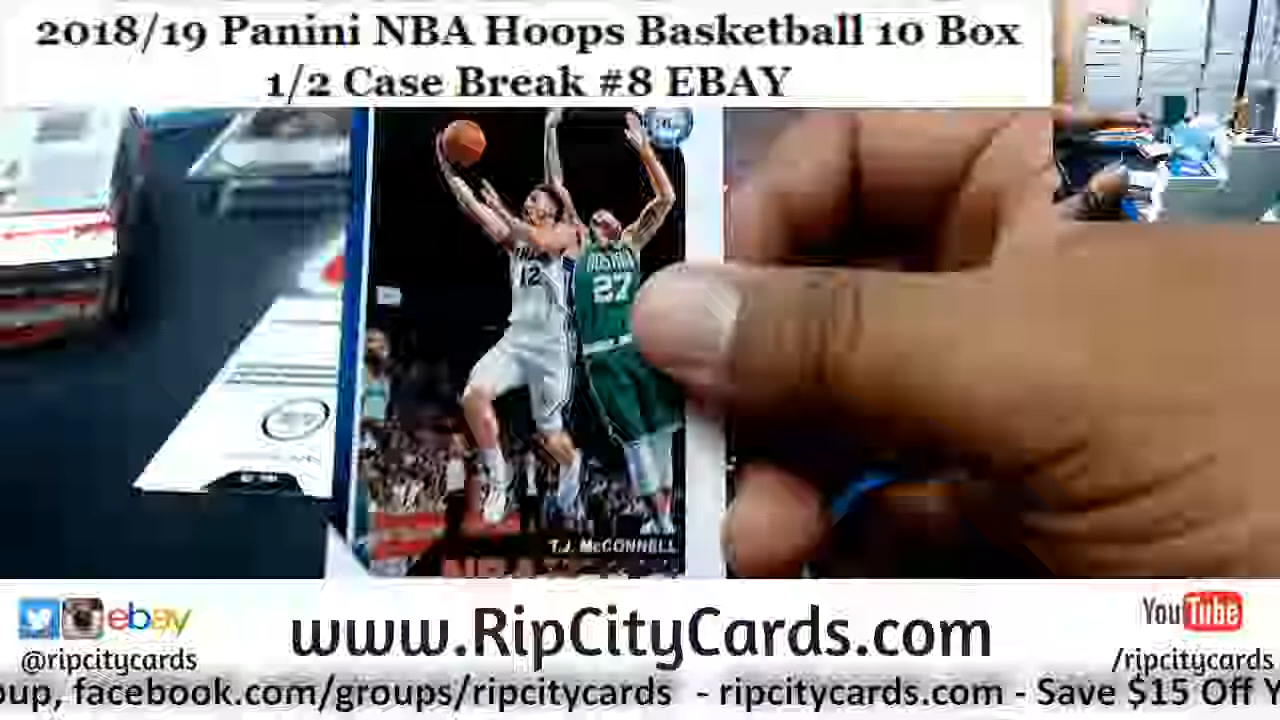 2018/19 Panini NBA Hoops Basketball 10 Box
1/2 Case Break #8 EBAY
12
BOSTON
27
T.J. McCONNELL
ebay
www.RipCityCards.com
YouTube
@ripcitycards
/ripcitycards
oup, facebook.com/groups/ripcitycards - ripcitycards.com - Save $15 Off Y